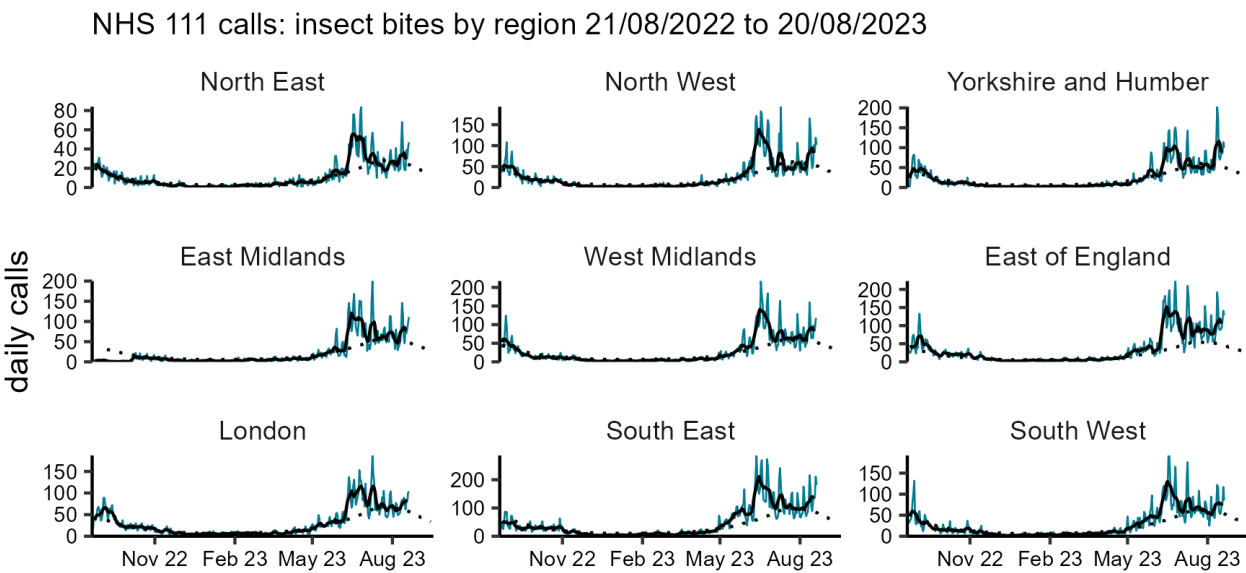 NHS 111 calls: insect bites by region 21/08/2022 to 20/08/2023
North East
North West
Yorkshire and Humber
80
60
40
20
0
150
100
50
0
200
150
100
50
0
East Midlands
West Midlands
East of England
daily calls
200
150
100
50
0
200
150
100
50
0
200
150
100
50
0
London
South East
South West
150
100
50
0
200
100
0
150
100
50
0
Nov 22 Feb 23 May 23 Aug 23
Nov 22 Feb 23 May 23 Aug 23
Nov 22 Feb 23 May 23 Aug 23